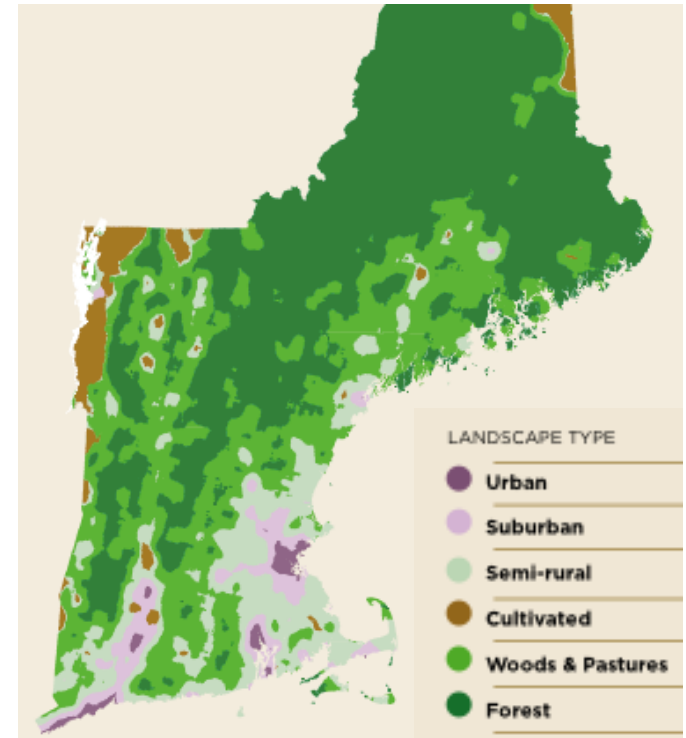 LANDSCAPE TYPE
Urban
Suburban
Semi-rural
Cultivated
Woods & Pastures
Forest